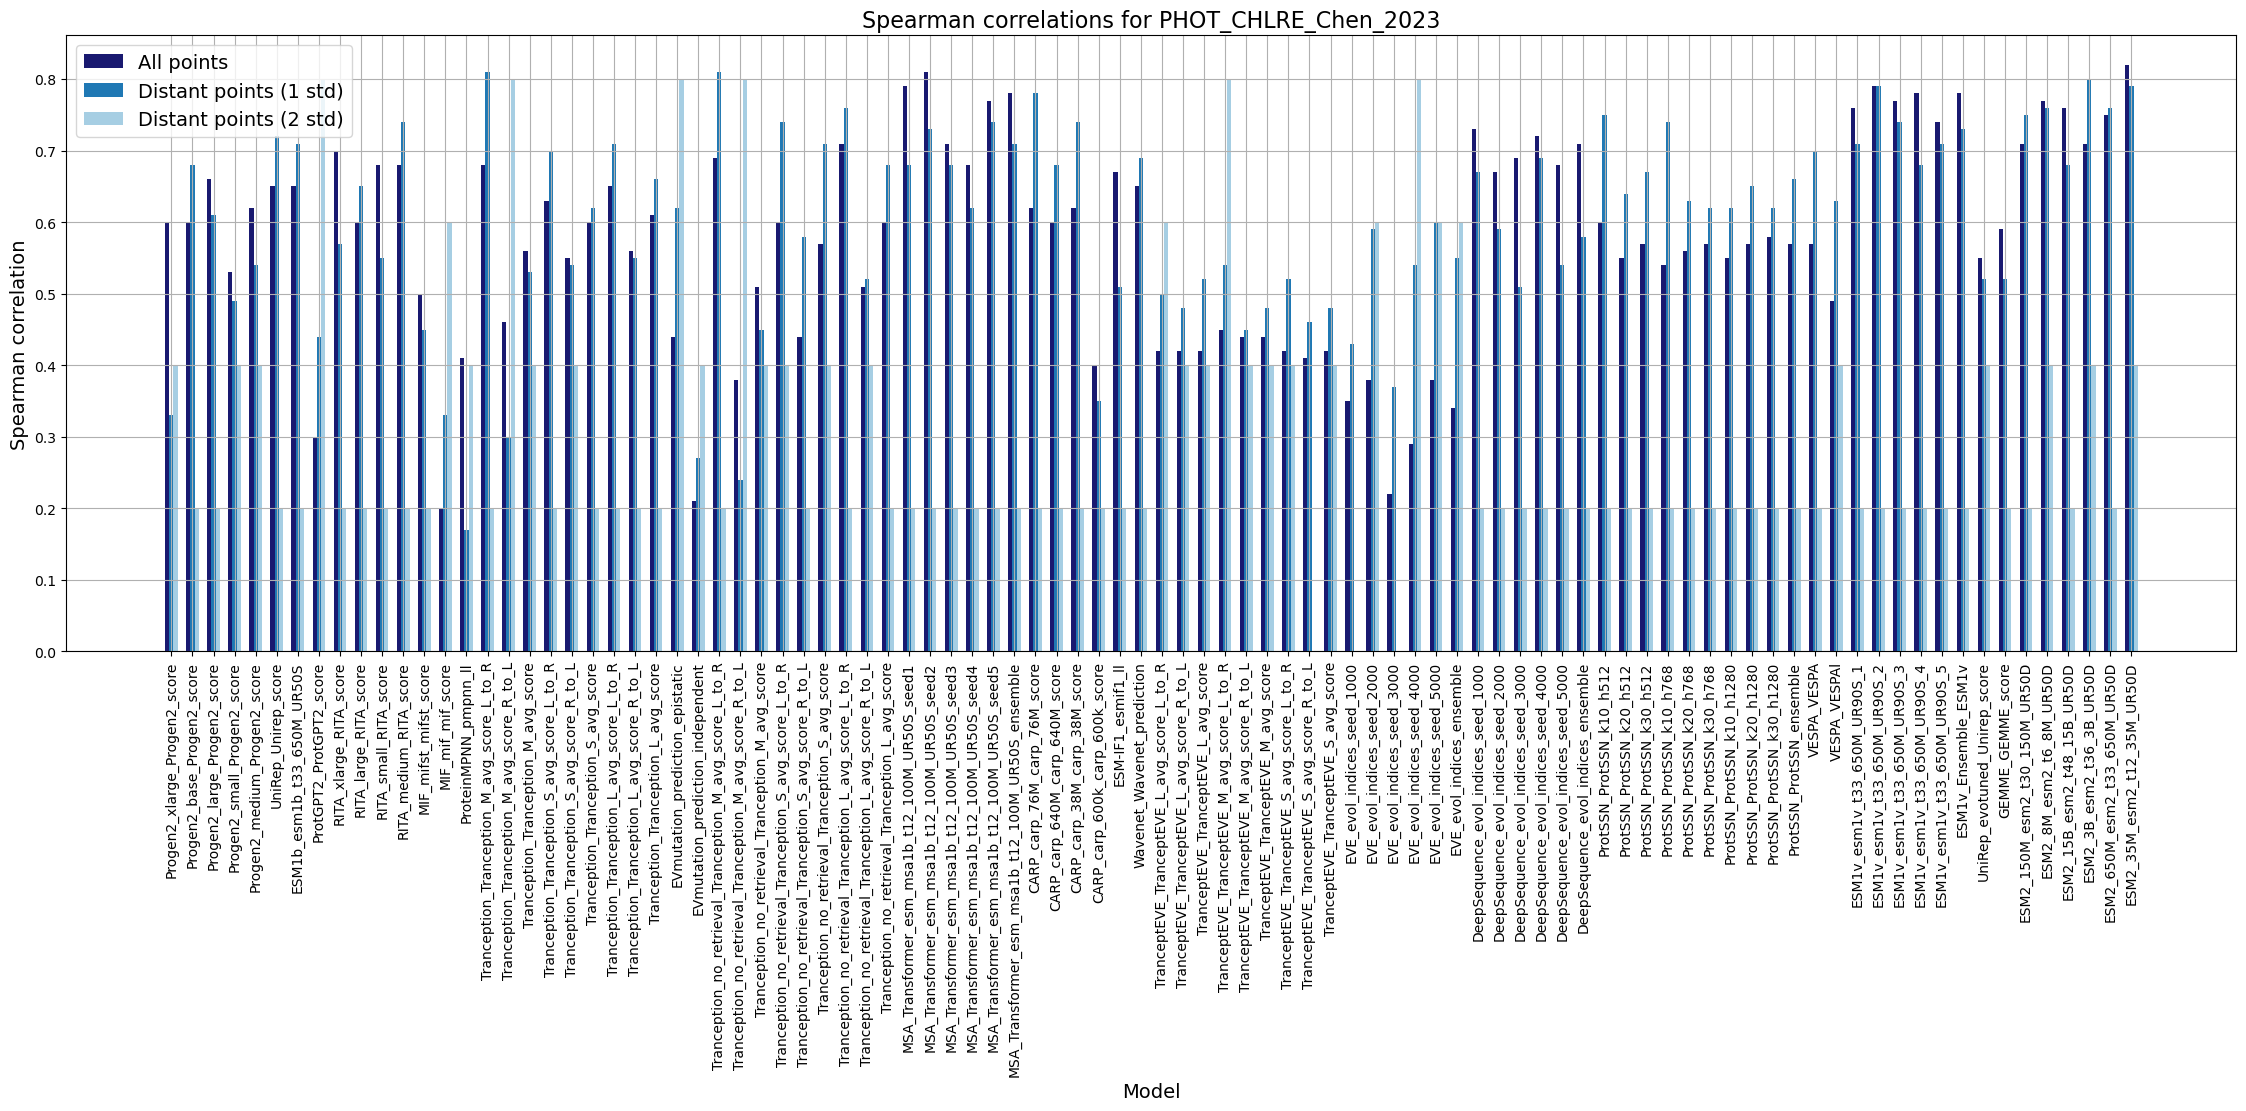 Spearman correlations for PHOT_CHLRE_Chen_2023
All points
Distant points (1 std)
Distant points (2 std)
Spearman correlation
0.8
0.7
0.6
0.5
0.4
0.3
0.2
0.1
0.0
Progen2_xlarge_Progen2_score
Progen2_base_Progen2_score
Progen2_large_Progen2_score
Progen2_small_Progen2_score
Progen2_medium_Progen2_score
UniRep_Unirep_score
ESM1b_esm1b_t33_650M_UR50S
ProtGPT2_ProtGPT2_score
RITA_xlarge_RITA_score
RITA_large_RITA_score
RITA_small_RITA_score
RITA_medium_RITA_score
MIF_mifst_mifst_score
MIF_mif_mif_score
ProteinMPNN_pmpnn_ll
Tranception_Tranception_M_avg_score_L_to_R
Tranception_Tranception_M_avg_score_R_to_L
Tranception_Tranception_M_avg_score
Tranception_Tranception_S_avg_score_L_to_R
Tranception_Tranception_S_avg_score_R_to_L
Tranception_Tranception_S_avg_score
Tranception_Tranception_L_avg_score_L_to_R
Tranception_Tranception_L_avg_score_R_to_L
Tranception_Tranception_L_avg_score
EVmutation_prediction_epistatic
EVmutation_prediction_independent
Tranception_no_retrieval_Tranception_M_avg_score_L_to_R
Tranception_no_retrieval_Tranception_M_avg_score_R_to_L
Tranception_no_retrieval_Tranception_M_avg_score
Tranception_no_retrieval_Tranception_S_avg_score_L_to_R
Tranception_no_retrieval_Tranception_S_avg_score_R_to_L
Tranception_no_retrieval_Tranception_S_avg_score
Tranception_no_retrieval_Tranception_L_avg_score_L_to_R
Tranception_no_retrieval_Tranception_L_avg_score_R_to_L
Tranception_no_retrieval_Tranception_L_avg_score
MSA_Transformer_esm_msa1b_t12_100M_UR50S_seed1
MSA_Transformer_esm_msa1b_t12_100M_UR50S_seed2
MSA_Transformer_esm_msa1b_t12_100M_UR50S_seed3
MSA_Transformer_esm_msa1b_t12_100M_UR50S_seed4
MSA_Transformer_esm_msa1b_t12_100M_UR50S_seed5
MSA_Transformer_esm_msa1b_t12_100M_UR50S_ensemble
CARP_carp_76M_carp_76M_score
CARP_carp_640M_carp_640M_score
CARP_carp_38M_carp_38M_score
CARP_carp_600k_carp_600k_score
ESM-IF1_esmif1_ll
Wavenet_Wavenet_prediction
TranceptEVE_TranceptEVE_L_avg_score_L_to_R
TranceptEVE_TranceptEVE_L_avg_score_R_to_L
TranceptEVE_TranceptEVE_L_avg_score
TranceptEVE_TranceptEVE_M_avg_score_L_to_R
TranceptEVE_TranceptEVE_M_avg_score_R_to_L
TranceptEVE_TranceptEVE_M_avg_score
TranceptEVE_TranceptEVE_S_avg_score_L_to_R
TranceptEVE_TranceptEVE_S_avg_score_R_to_L
TranceptEVE_TranceptEVE_S_avg_score
EVE_evol_indices_seed_1000
EVE_evol_indices_seed_2000
EVE_evol_indices_seed_3000
EVE_evol_indices_seed_4000
EVE_evol_indices_seed_5000
EVE_evol_indices_ensemble
DeepSequence_evol_indices_seed_1000
DeepSequence_evol_indices_seed_2000
DeepSequence_evol_indices_seed_3000
DeepSequence_evol_indices_seed_4000
DeepSequence_evol_indices_seed_5000
DeepSequence_evol_indices_ensemble
ProtSSN_ProtSSN_k10_h512
ProtSSN_ProtSSN_k20_h512
ProtSSN_ProtSSN_k30_h512
ProtSSN_ProtSSN_k10_h768
ProtSSN_ProtSSN_k20_h768
ProtSSN_ProtSSN_k30_h768
ProtSSN_ProtSSN_k10_h1280
ProtSSN_ProtSSN_k20_h1280
ProtSSN_ProtSSN_k30_h1280
ProtSSN_ProtSSN_ensemble
VESPA_VESPA
VESPA_VESPAl
ESM1v_esm1v_t33_650M_UR90S_1
ESM1v_esm1v_t33_650M_UR90S_2
ESM1v_esm1v_t33_650M_UR90S_3
ESM1v_esm1v_t33_650M_UR90S_4
ESM1v_esm1v_t33_650M_UR90S_5
ESM1v_Ensemble_ESM1v
UniRep_evotuned_Unirep_score
GEMME_GEMME_score
ESM2_150M_esm2_t30_150M_UR50D
ESM2_8M_esm2_t6_8M_UR50D
ESM2_15B_esm2_t48_15B_UR50D
ESM2_3B_esm2_t36_3B_UR50D
ESM2_650M_esm2_t33_650M_UR50D
ESM2_35M_esm2_t12_35M_UR50D
Model